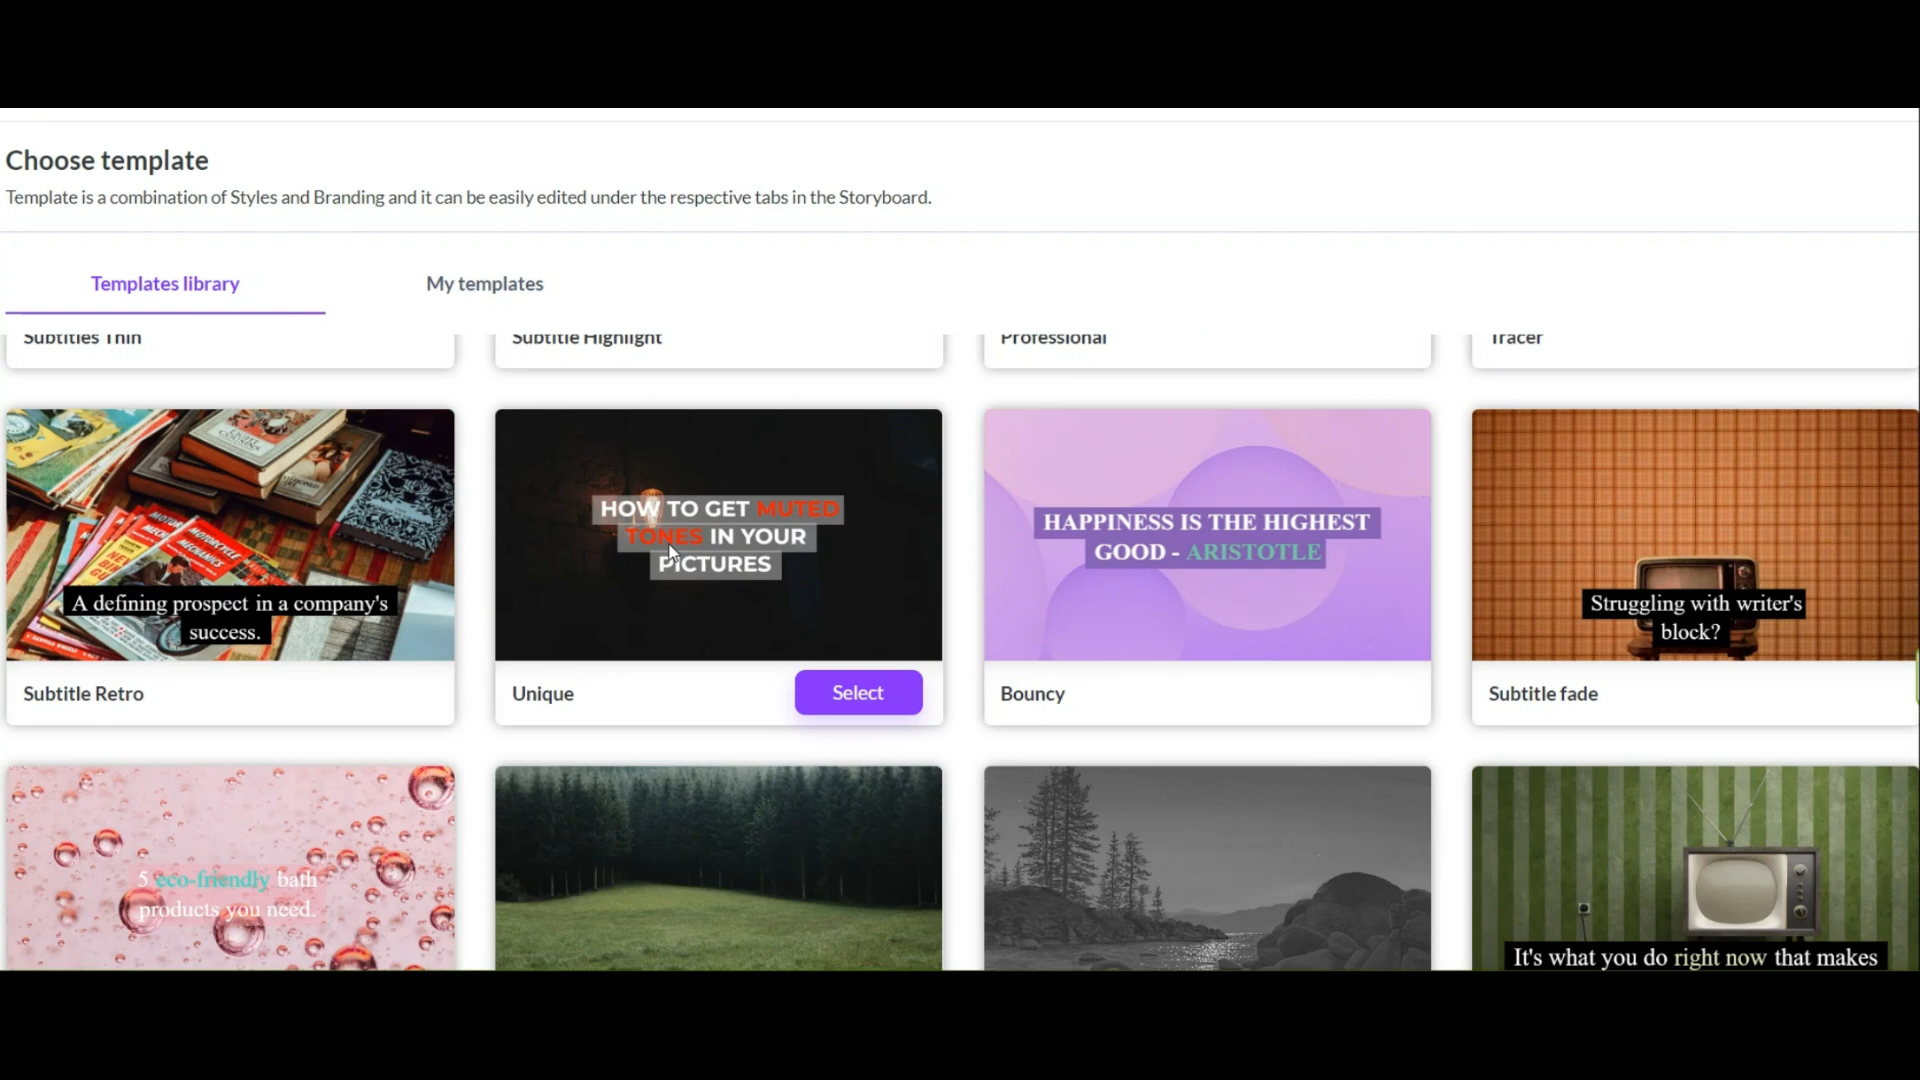 Choose template
Template is a combination of Styles and Branding and it can be easily edited under the respective tabs in the Storyboard.
Templates library
My templates
Subtitles Thin
Subtitle Highlight
Professional
Tracer
A defining prospect in a company's
success.
HOW TO GET MUTED
TONES IN YOUR
PICTURES
HAPPINESS IS THE HIGHEST
GOOD - ARISTOTLE
Struggling with writer's
block?
Subtitle Retro
Unique
Select
Bouncy
Subtitle fade
5 eco-friendly bath
products you need.
It's what you do right now that makes